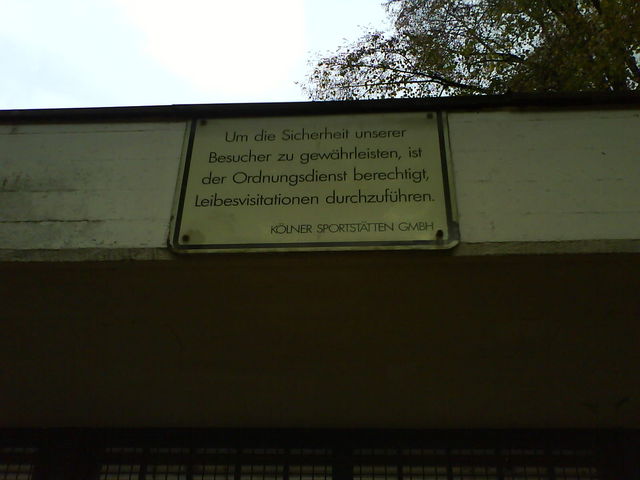 Um die Sicherheit unserer
Besucher zu gewährleisten, ist
der Ordnungsdienst berechtigt,
Leibesvisitationen durchzuführen.
KÖLNER SPORTSTÄTTEN GMBH